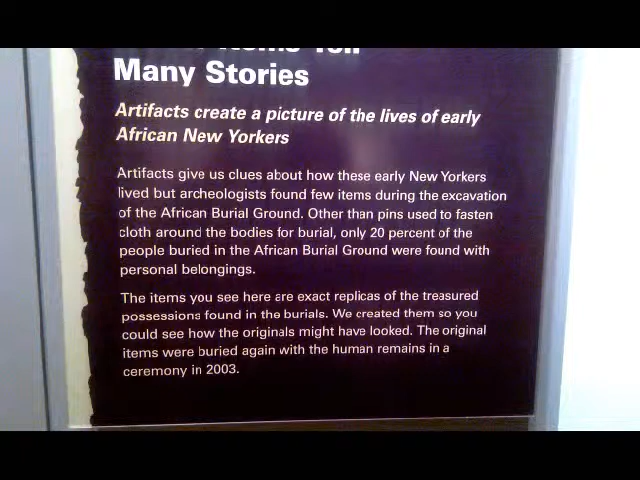 Items Tell
Many Stories
Artifacts create a picture of the lives of early
African New Yorkers
Artifacts give us clues about how these early New Yorkers
lived but archeologists found few items during the excavation
of the African Burial Ground. Other than pins used to fasten
cloth around the bodies for burial, only 20 percent of the
people buried in the African Burial Ground were found with
personal belongings.
The items you see here are exact replicas of the treasured
possessions found in the burials. We created them so you
could see how the originals might have looked. The original
items were buried again with the human remains in a
ceremony in 2003.